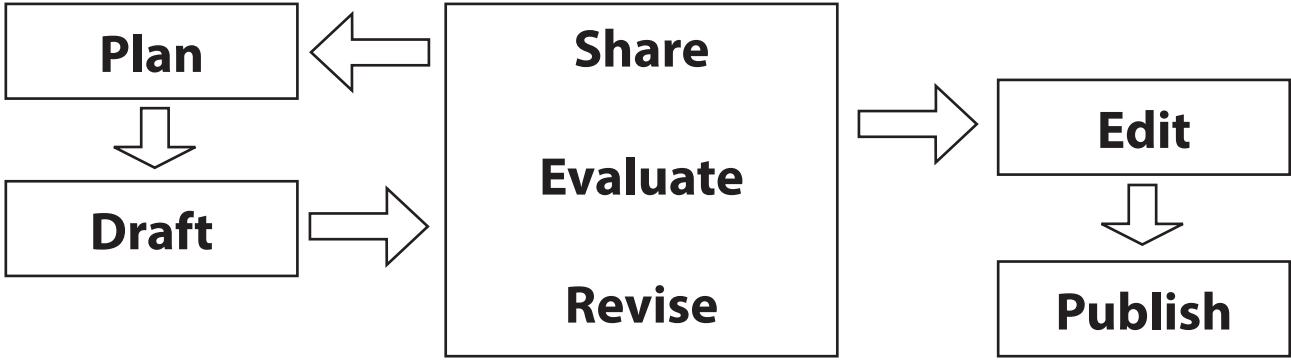 Plan
Draft
Share
Evaluate
Revise
Edit
Publish